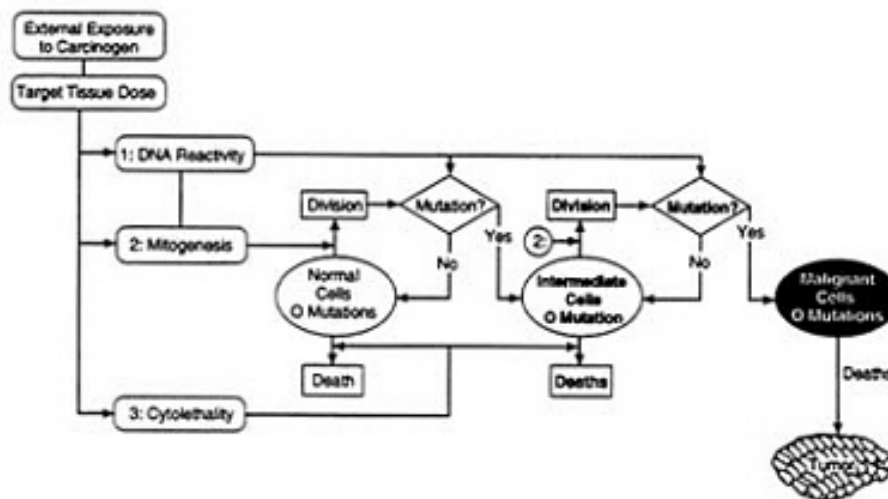 External Exposure
to Carcinogen
Target Tissue Dose
1: DNA Reactivity
Division
Mutation?
Division
Mutation?
2: Mitogenesis
Yes
2:
Yes
No
No
Normal
Cells
O Mutations
Intermediate
Cells
O Mutation
Malignant
Cells
O Mutations
Death
Deaths
Deaths
3: Cytolethality
Tumor